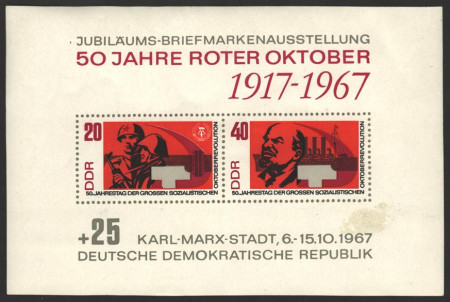 JUBILÄUMS-BRIEFMARKENAUSSTELLUNG
50 JAHRE ROTER OKTOBER
1917-1967
20
DDR
50. JAHRESTAG DER GROSSEN SOZIALISTISCHEN
OKTOBERREVOLUTION
40
DDR
50. JAHRESTAG DER GROSSEN SOZIALISTISCHEN
OKTOBERREVOLUTION
+25 KARL-MARX-STADT, 6.-15.10.1967
DEUTSCHE DEMOKRATISCHE REPUBLIK